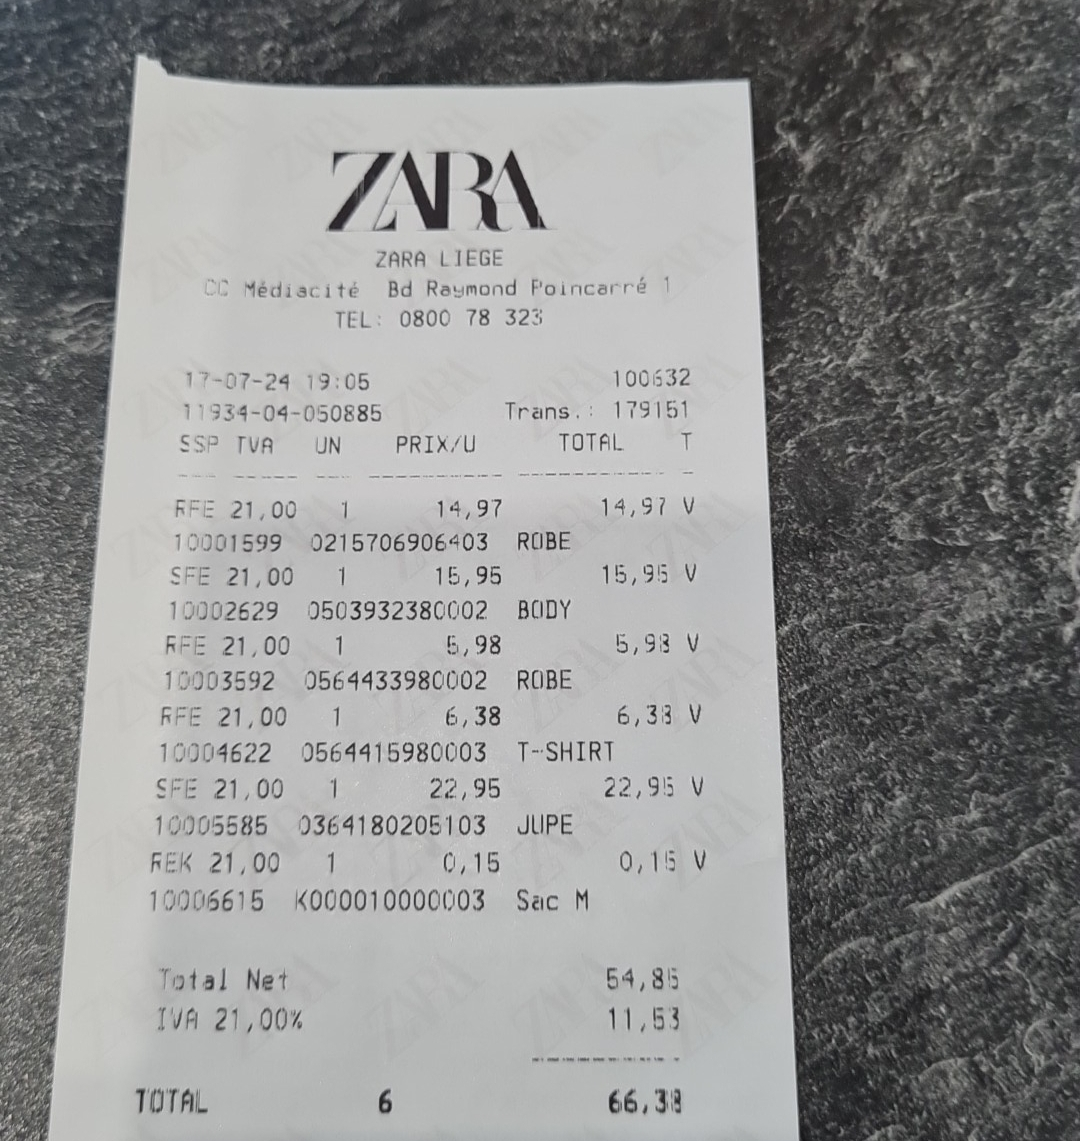 ZARA
ZARA LIEGE
CC Médiacité Bd Raymond Poincarré 1
TEL: 0800 78 323
17-07-24 19:05 100632
11934-04-050885 Trans.: 179151
SSP TVA UN PRIX/U TOTAL T
RFE 21,00 1 14,97 14,97 V
10001599 0215706906403 ROBE
SFE 21,00 1 15,95 15,95 V
10002629 0503932380002 BODY
RFE 21,00 1 5,98 5,98 V
10003592 0564433980002 ROBE
RFE 21,00 1 6,38 6,38 V
10004622 0564415980003 T-SHIRT
SFE 21,00 1 22,95 22,95 V
10005585 0364180205103 JUPE
REK 21,00 1 0,15 0,15 V
10006615 K000010000003 Sac M
Total Net 54,85
IVA 21,00% 11,53
TOTAL 6 66,38